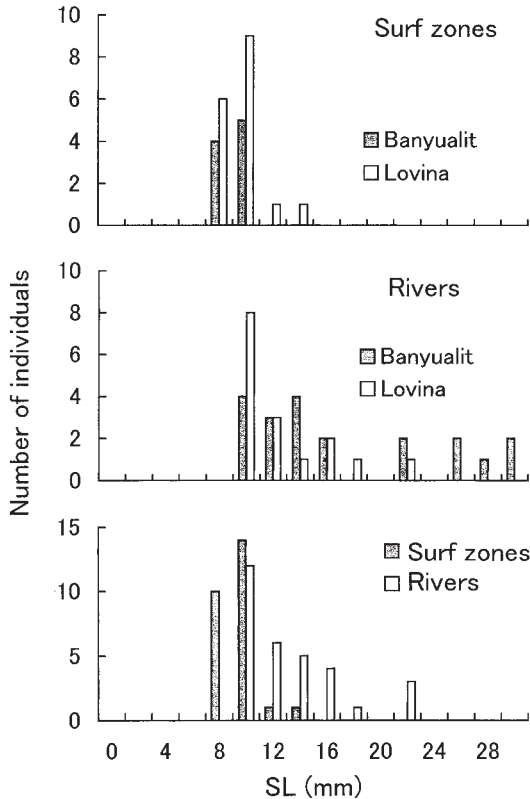 Surf zones
10
8
6
4
2
0
Banyualit
Lovina
Rivers
10
8
6
4
2
0
Banyualit
Lovina
Number of individuals
Surf zones
Rivers
15
10
5
0
0 4 8 12 16 20 24 28
SL (mm)